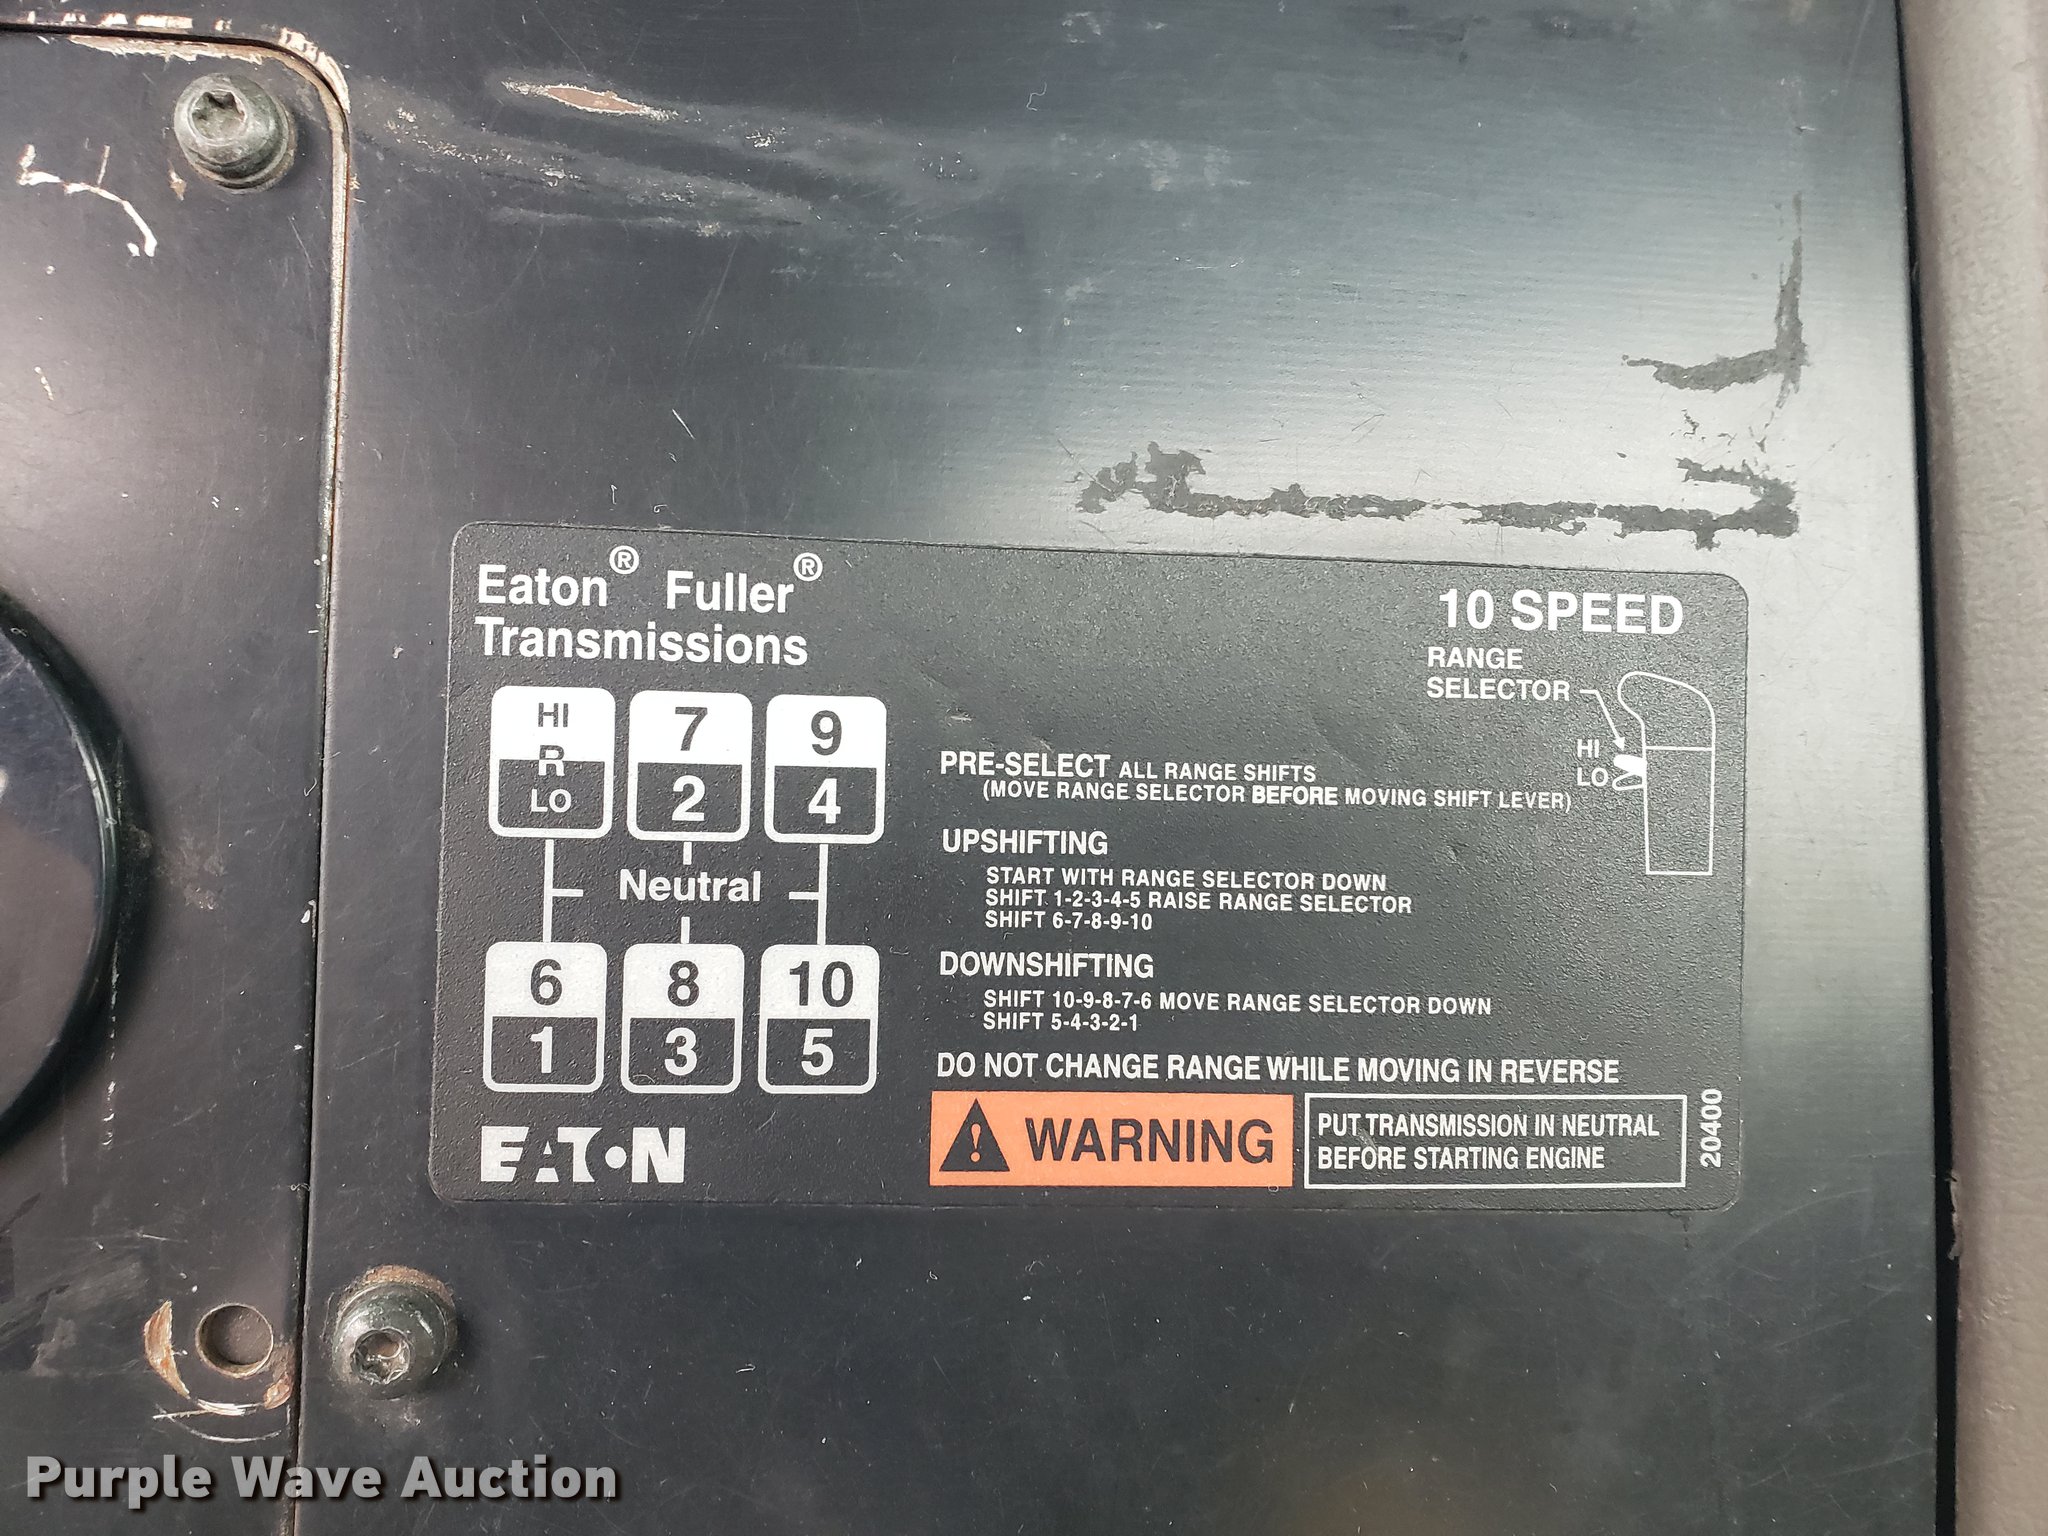 Eaton® Fuller®
Transmissions
10 SPEED
RANGE
SELECTOR
HI
LO
HI
R
LO
7
2
9
4
Neutral
6
1
8
3
10
5
PRE-SELECT ALL RANGE SHIFTS
(MOVE RANGE SELECTOR BEFORE MOVING SHIFT LEVER)
UPSHIFTING
START WITH RANGE SELECTOR DOWN
SHIFT 1-2-3-4-5 RAISE RANGE SELECTOR
SHIFT 6-7-8-9-10
DOWNSHIFTING
SHIFT 10-9-8-7-6 MOVE RANGE SELECTOR DOWN
SHIFT 5-4-3-2-1
DO NOT CHANGE RANGE WHILE MOVING IN REVERSE
WARNING
PUT TRANSMISSION IN NEUTRAL
BEFORE STARTING ENGINE
20400
EATON
Purple Wave Auction